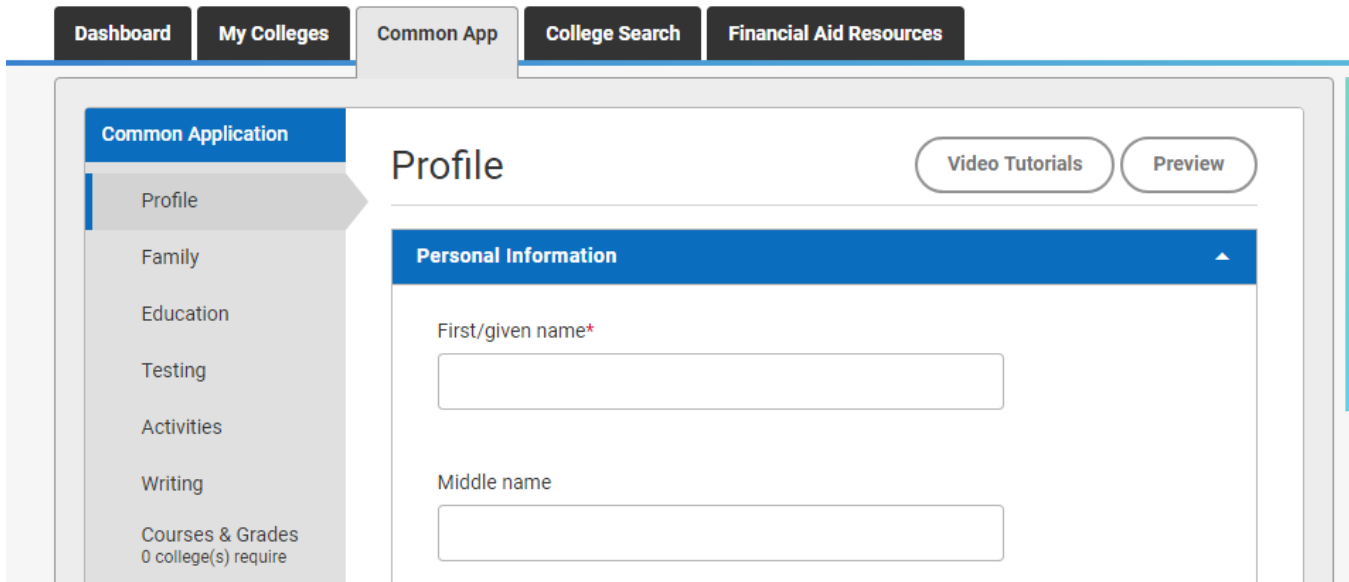 Dashboard
My Colleges
Common App
College Search
Financial Aid Resources
Common Application
Profile
Family
Education
Testing
Activities
Writing
Courses & Grades
0 college(s) require
Profile
Video Tutorials
Preview
Personal Information
First/given name*
Middle name